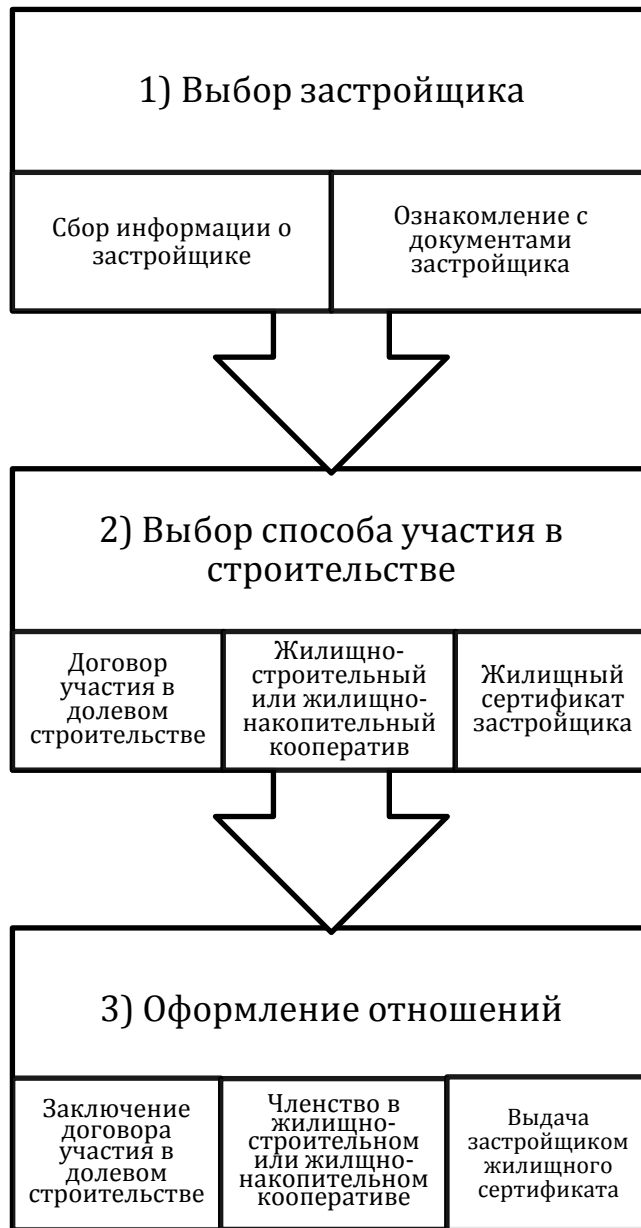 1) Выбор застройщика
Сбор информации о
застройщике
Ознакомление с
документами
застройщика
2) Выбор способа участия в
строительстве
Договор
участия в
долевом
строительстве
Жилищно-
строительный
или жилищно-
накопительный
кооператив
Жилищный
сертификат
застройщика
3) Оформление отношений
Заключение
договора
участия в
долевом
строительстве
Членство в
жилищно-
строительном
или жилщно-
накопительном
кооперативе
Выдача
застройщиком
жилищного
сертификата